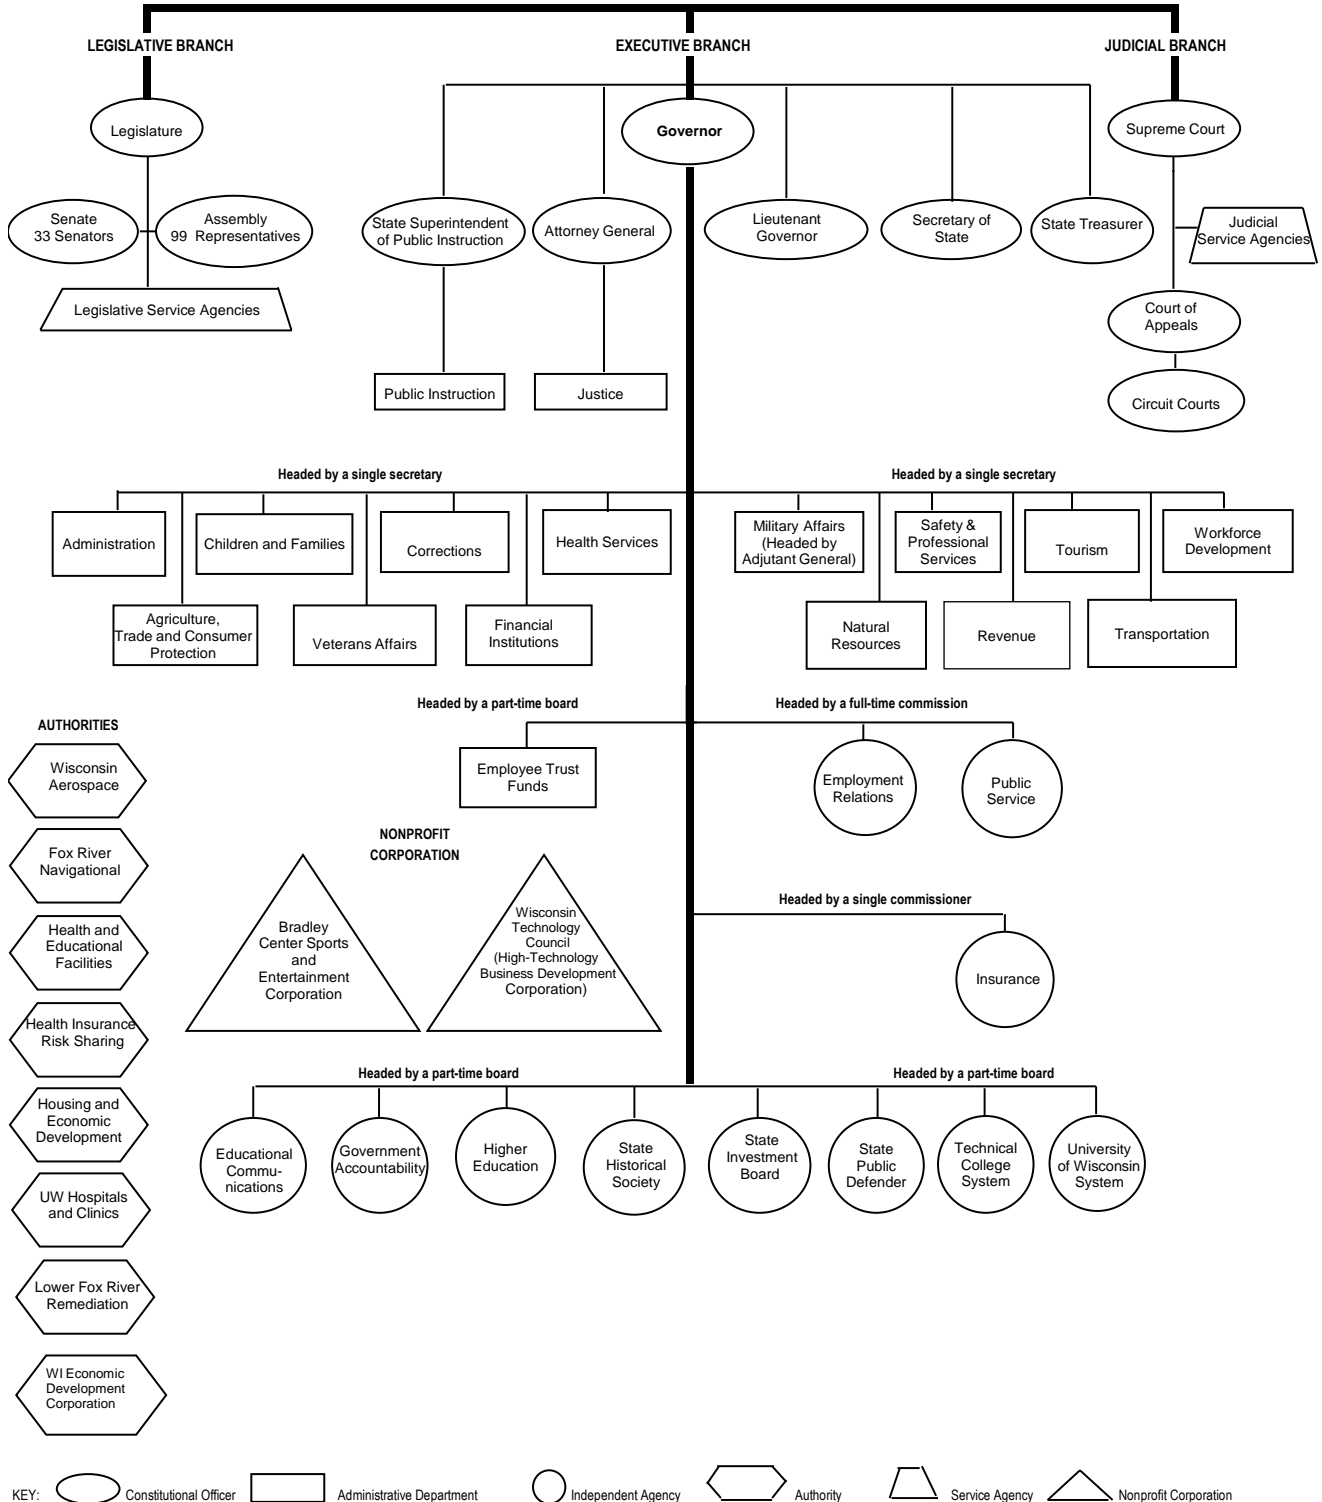 LEGISLATIVE BRANCH
EXECUTIVE BRANCH
JUDICIAL BRANCH
Legislature
Governor
Supreme Court
Senate
33 Senators
Assembly
99 Representatives
State Superintendent
of Public Instruction
Attorney General
Lieutenant
Governor
Secretary of
State
State Treasurer
Judicial
Service Agencies
Legislative Service Agencies
Court of
Appeals
Public Instruction
Justice
Circuit Courts
Headed by a single secretary
Headed by a single secretary
Administration
Children and Families
Corrections
Health Services
Military Affairs
(Headed by
Adjutant General)
Safety &
Professional
Services
Tourism
Workforce
Development
Agriculture,
Trade and Consumer
Protection
Veterans Affairs
Financial
Institutions
Natural
Resources
Revenue
Transportation
Headed by a part-time board
Headed by a full-time commission
Employee Trust
Funds
Employment
Relations
Public
Service
AUTHORITIES
Wisconsin
Aerospace
Fox River
Navigational
Health and
Educational
Facilities
Health Insurance
Risk Sharing
Housing and
Economic
Development
UW Hospitals
and Clinics
Lower Fox River
Remediation
WI Economic
Development
Corporation
NONPROFIT
CORPORATION
Bradley
Center Sports
and
Entertainment
Corporation
Wisconsin
Technology
Council
(High-Technology
Business Development
Corporation)
Headed by a single commissioner
Insurance
Headed by a part-time board
Headed by a part-time board
Educational
Commu-
nications
Government
Accountability
Higher
Education
State
Historical
Society
State
Investment
Board
State
Public
Defender
Technical
College
System
University
of Wisconsin
System
KEY:
Constitutional Officer
Administrative Department
Independent Agency
Authority
Service Agency
Nonprofit Corporation